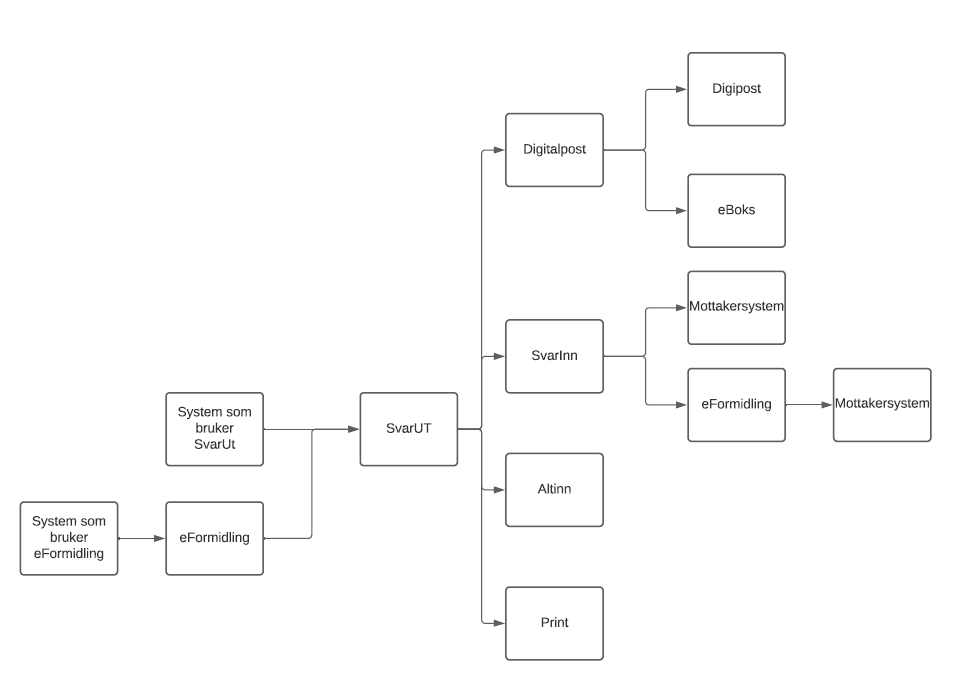 Digipost
Digitalpost
eBoks
Mottakersystem
SvarInn
eFormidling
Mottakersystem
System som
bruker
SvarUt
SvarUT
Altinn
System som
bruker
eFormidling
eFormidling
Print